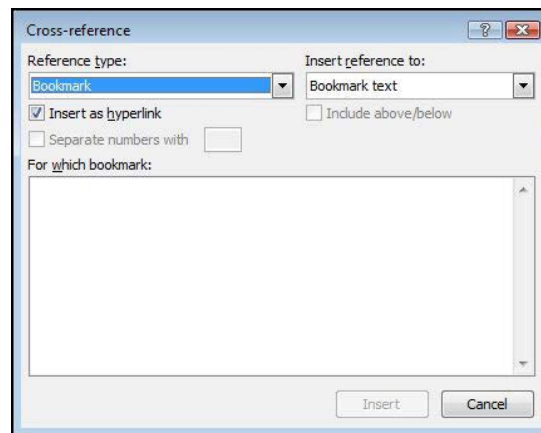 Cross-reference
Reference type:
Insert reference to:
Bookmark
Bookmark text
Insert as hyperlink
Include above/below
Separate numbers with
For which bookmark:
Insert
Cancel